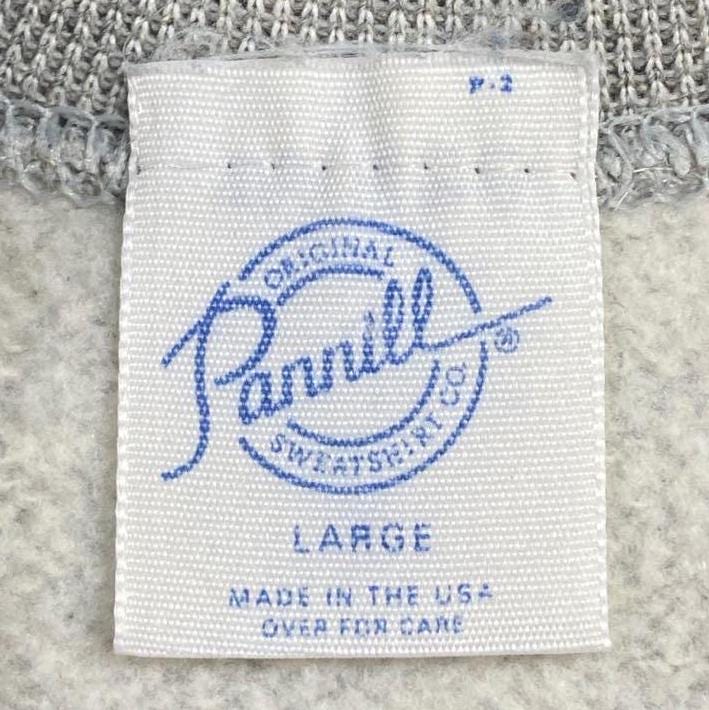 P-2
ORIGINAL
Pannill®
SWEATSHIRT CO.
LARGE
MADE IN THE USA
OVER FOR CARE